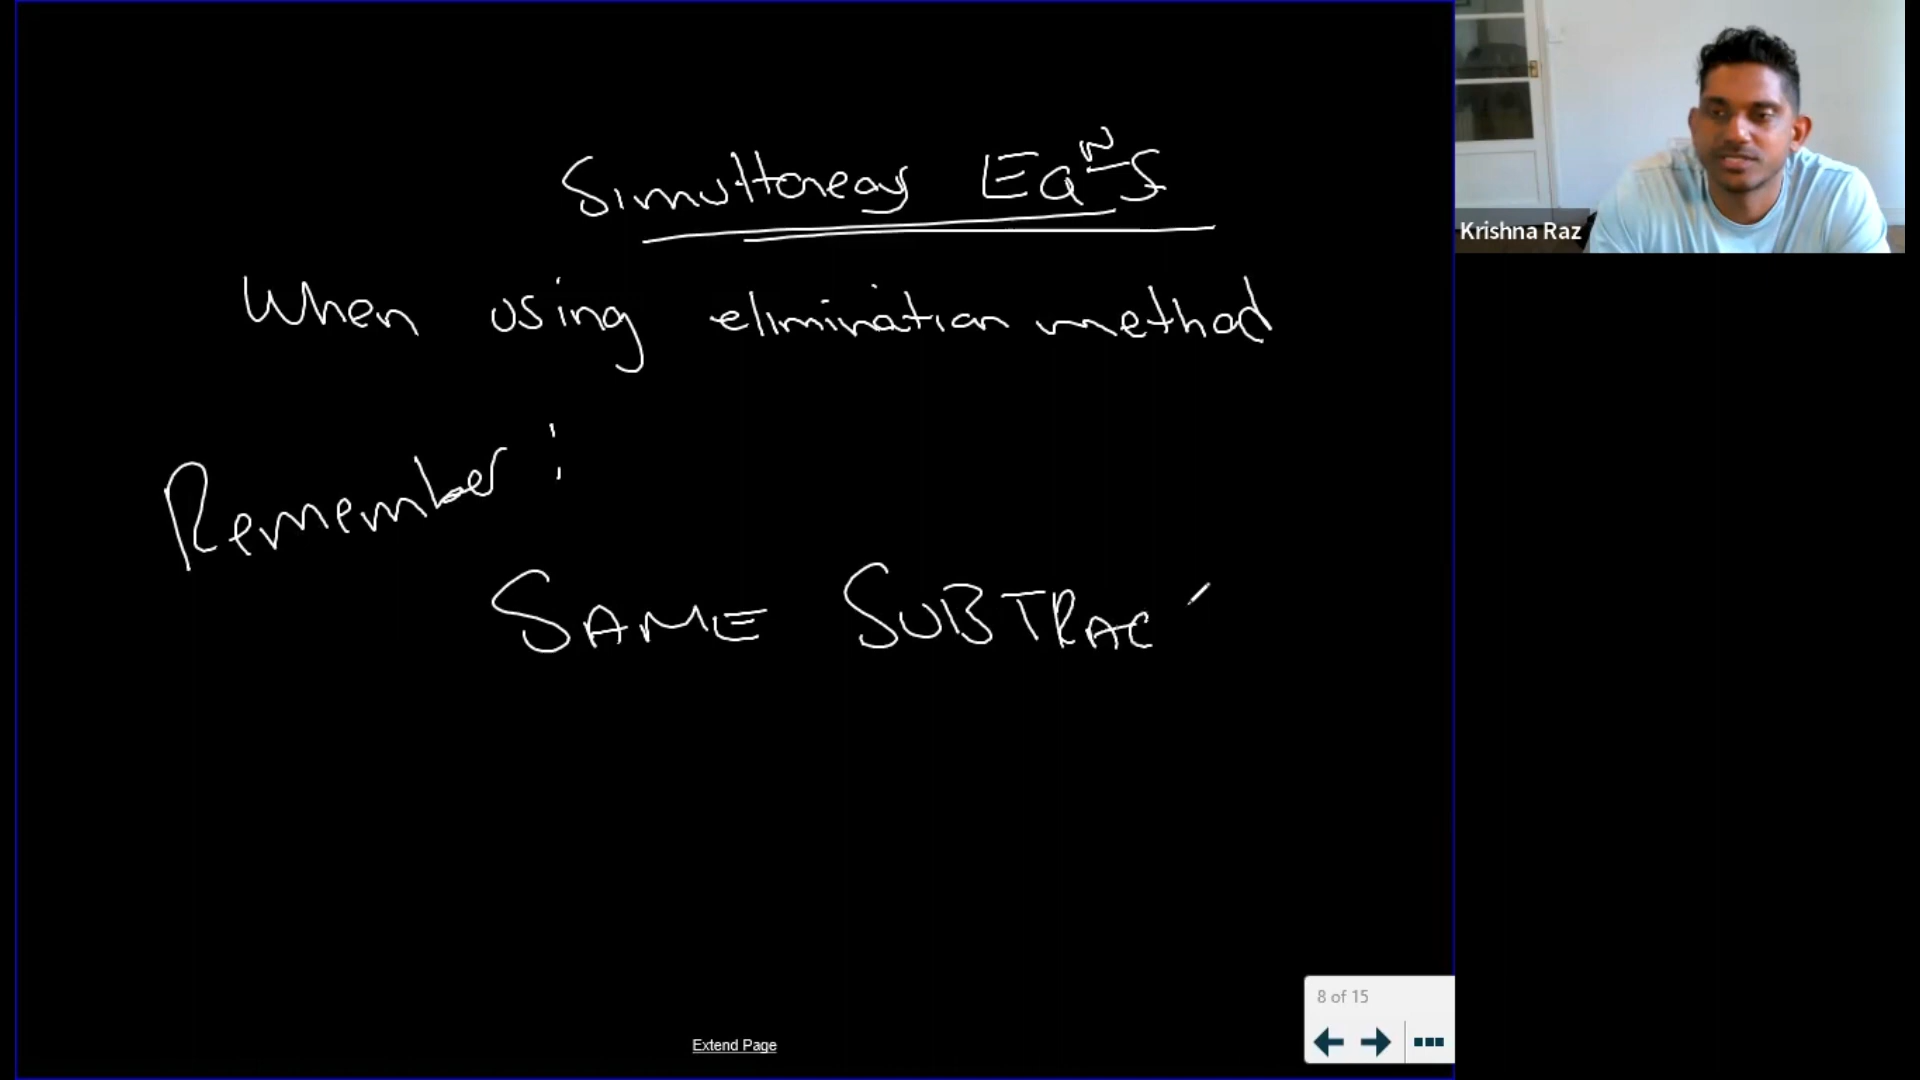 Simultaneous Eqns
Krishna Raz
When using elimination method
Remember:
SAME SUBTRAC
8 of 15
Extend Page